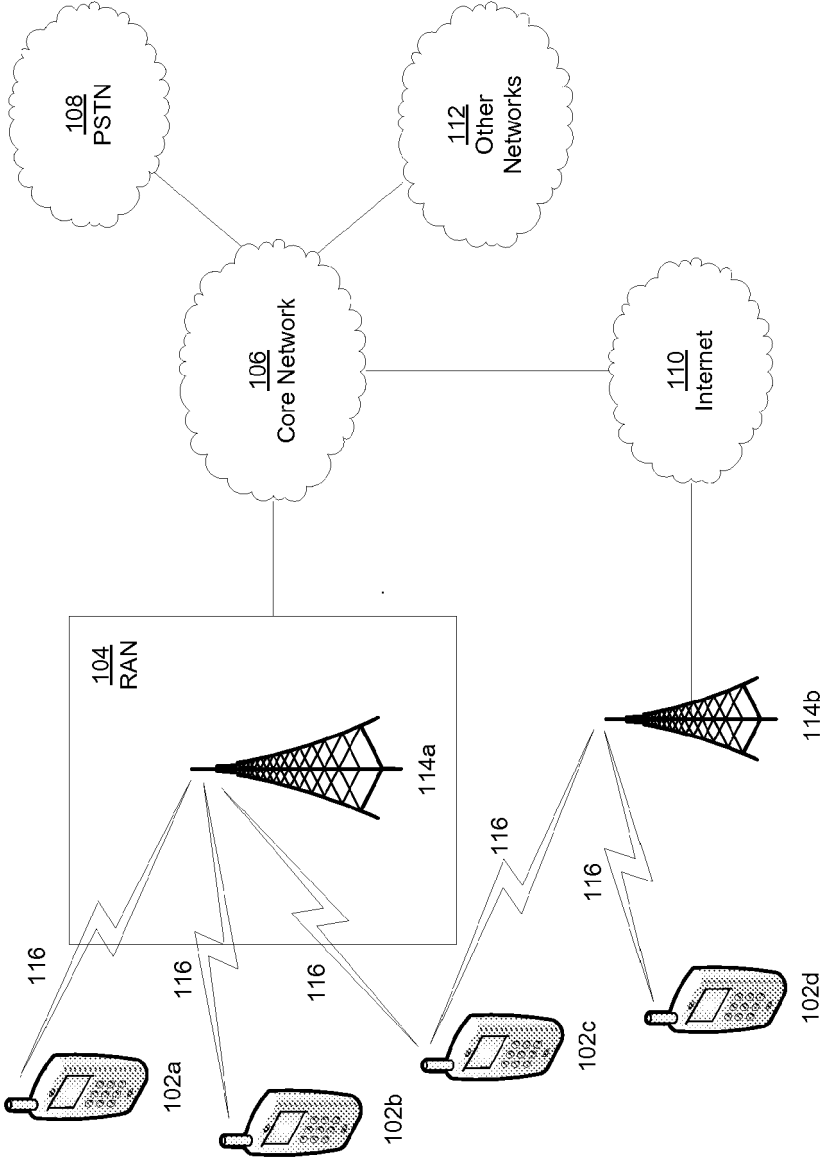 108
PSTN
112
Other
Networks
106
Core Network
110
Internet
104
RAN
114a
114b
116
116
116
116
116
102a
102b
102c
102d